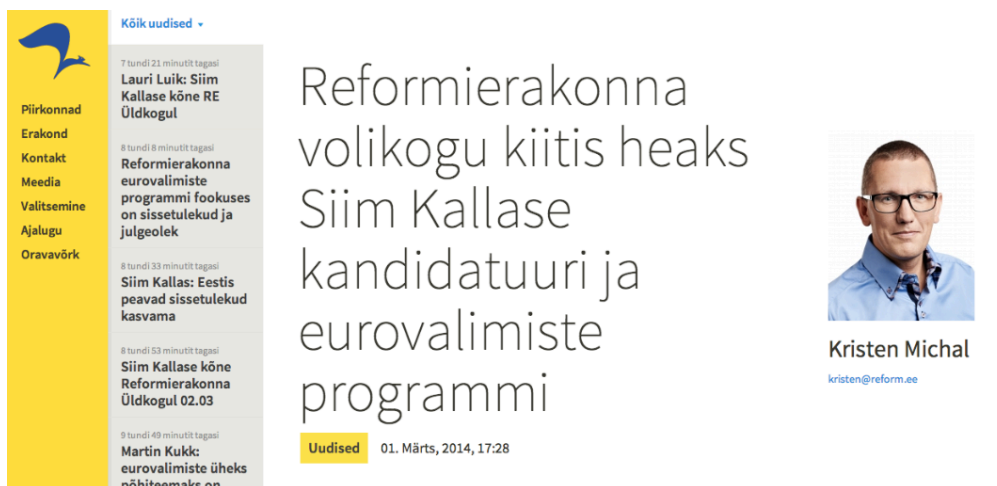 Piirkonnad
Erakond
Kontakt
Meedia
Valitsemine
Ajalugu
Oravavõrk
Kõik uudised
7 tundi 21 minutit tagasi
Lauri Luik: Siim
Kallase kõne RE
Üldkogul
8 tundi 8 minutit tagasi
Reformierakonna
eurovalimiste
programmi fookuses
on sissetulekud ja
julgeolek
8 tundi 33 minutit tagasi
Siim Kallas: Eestis
peavad sissetulekud
kasvama
8 tundi 53 minutit tagasi
Siim Kallase kõne
Reformierakonna
Üldkogul 02.03
9 tundi 49 minutit tagasi
Martin Kukk:
eurovalimiste üheks
põhiteemaks on
Reformierakonna
volikogu kiitis heaks
Siim Kallase
kandidatuuri ja
eurovalimiste
programmi
Uudised 01. Märts, 2014, 17:28
Kristen Michal
kristen@reform.ee